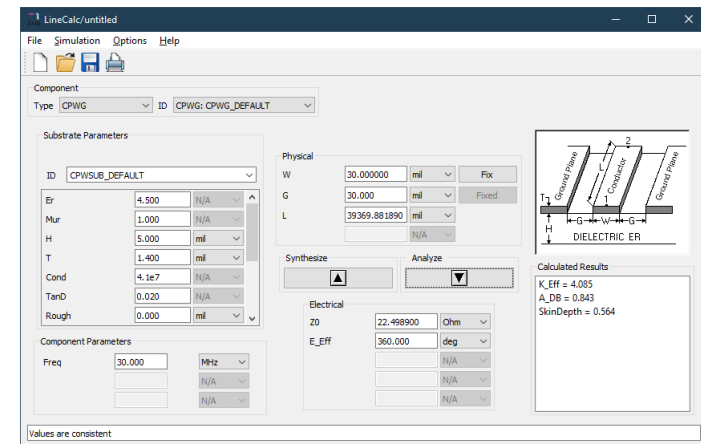 LineCalc/untitled
File Simulation Options Help
Component
Type CPWG ID CPWG: CPWG_DEFAULT
Substrate Parameters
ID CPWSUB_DEFAULT
Er 4.500 N/A
Mur 1.000 N/A
H 5.000 mil
T 1.400 mil
Cond 4.1e7 N/A
TanD 0.020 N/A
Rough 0.000 mil
Component Parameters
Freq 30.000 MHz
N/A
N/A
Physical
W 30.000000 mil Fix
G 30.000 mil Fixed
L 39369.881890 mil
N/A
Synthesize Analyze
Electrical
Z0 22.498900 Ohm
E_Eff 360.000 deg
N/A
N/A
N/A
2
Ground Plane L Conductor Ground Plane
1
T
G W G
H
DIELECTRIC ER
Calculated Results
K_Eff = 4.085
A_DB = 0.843
SkinDepth = 0.564
Values are consistent